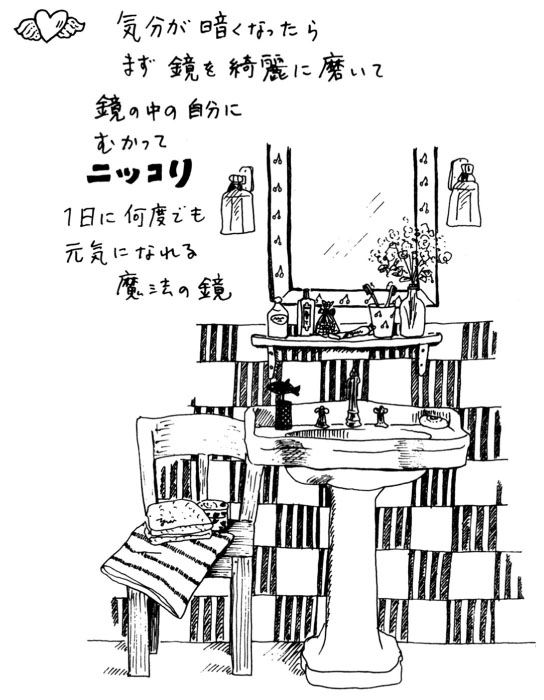 気分が暗くなったら
まず鏡を綺麗に磨いて
鏡の中の自分に
むかって
ニッコリ
1日に何度でも
元気になれる
魔法の鏡